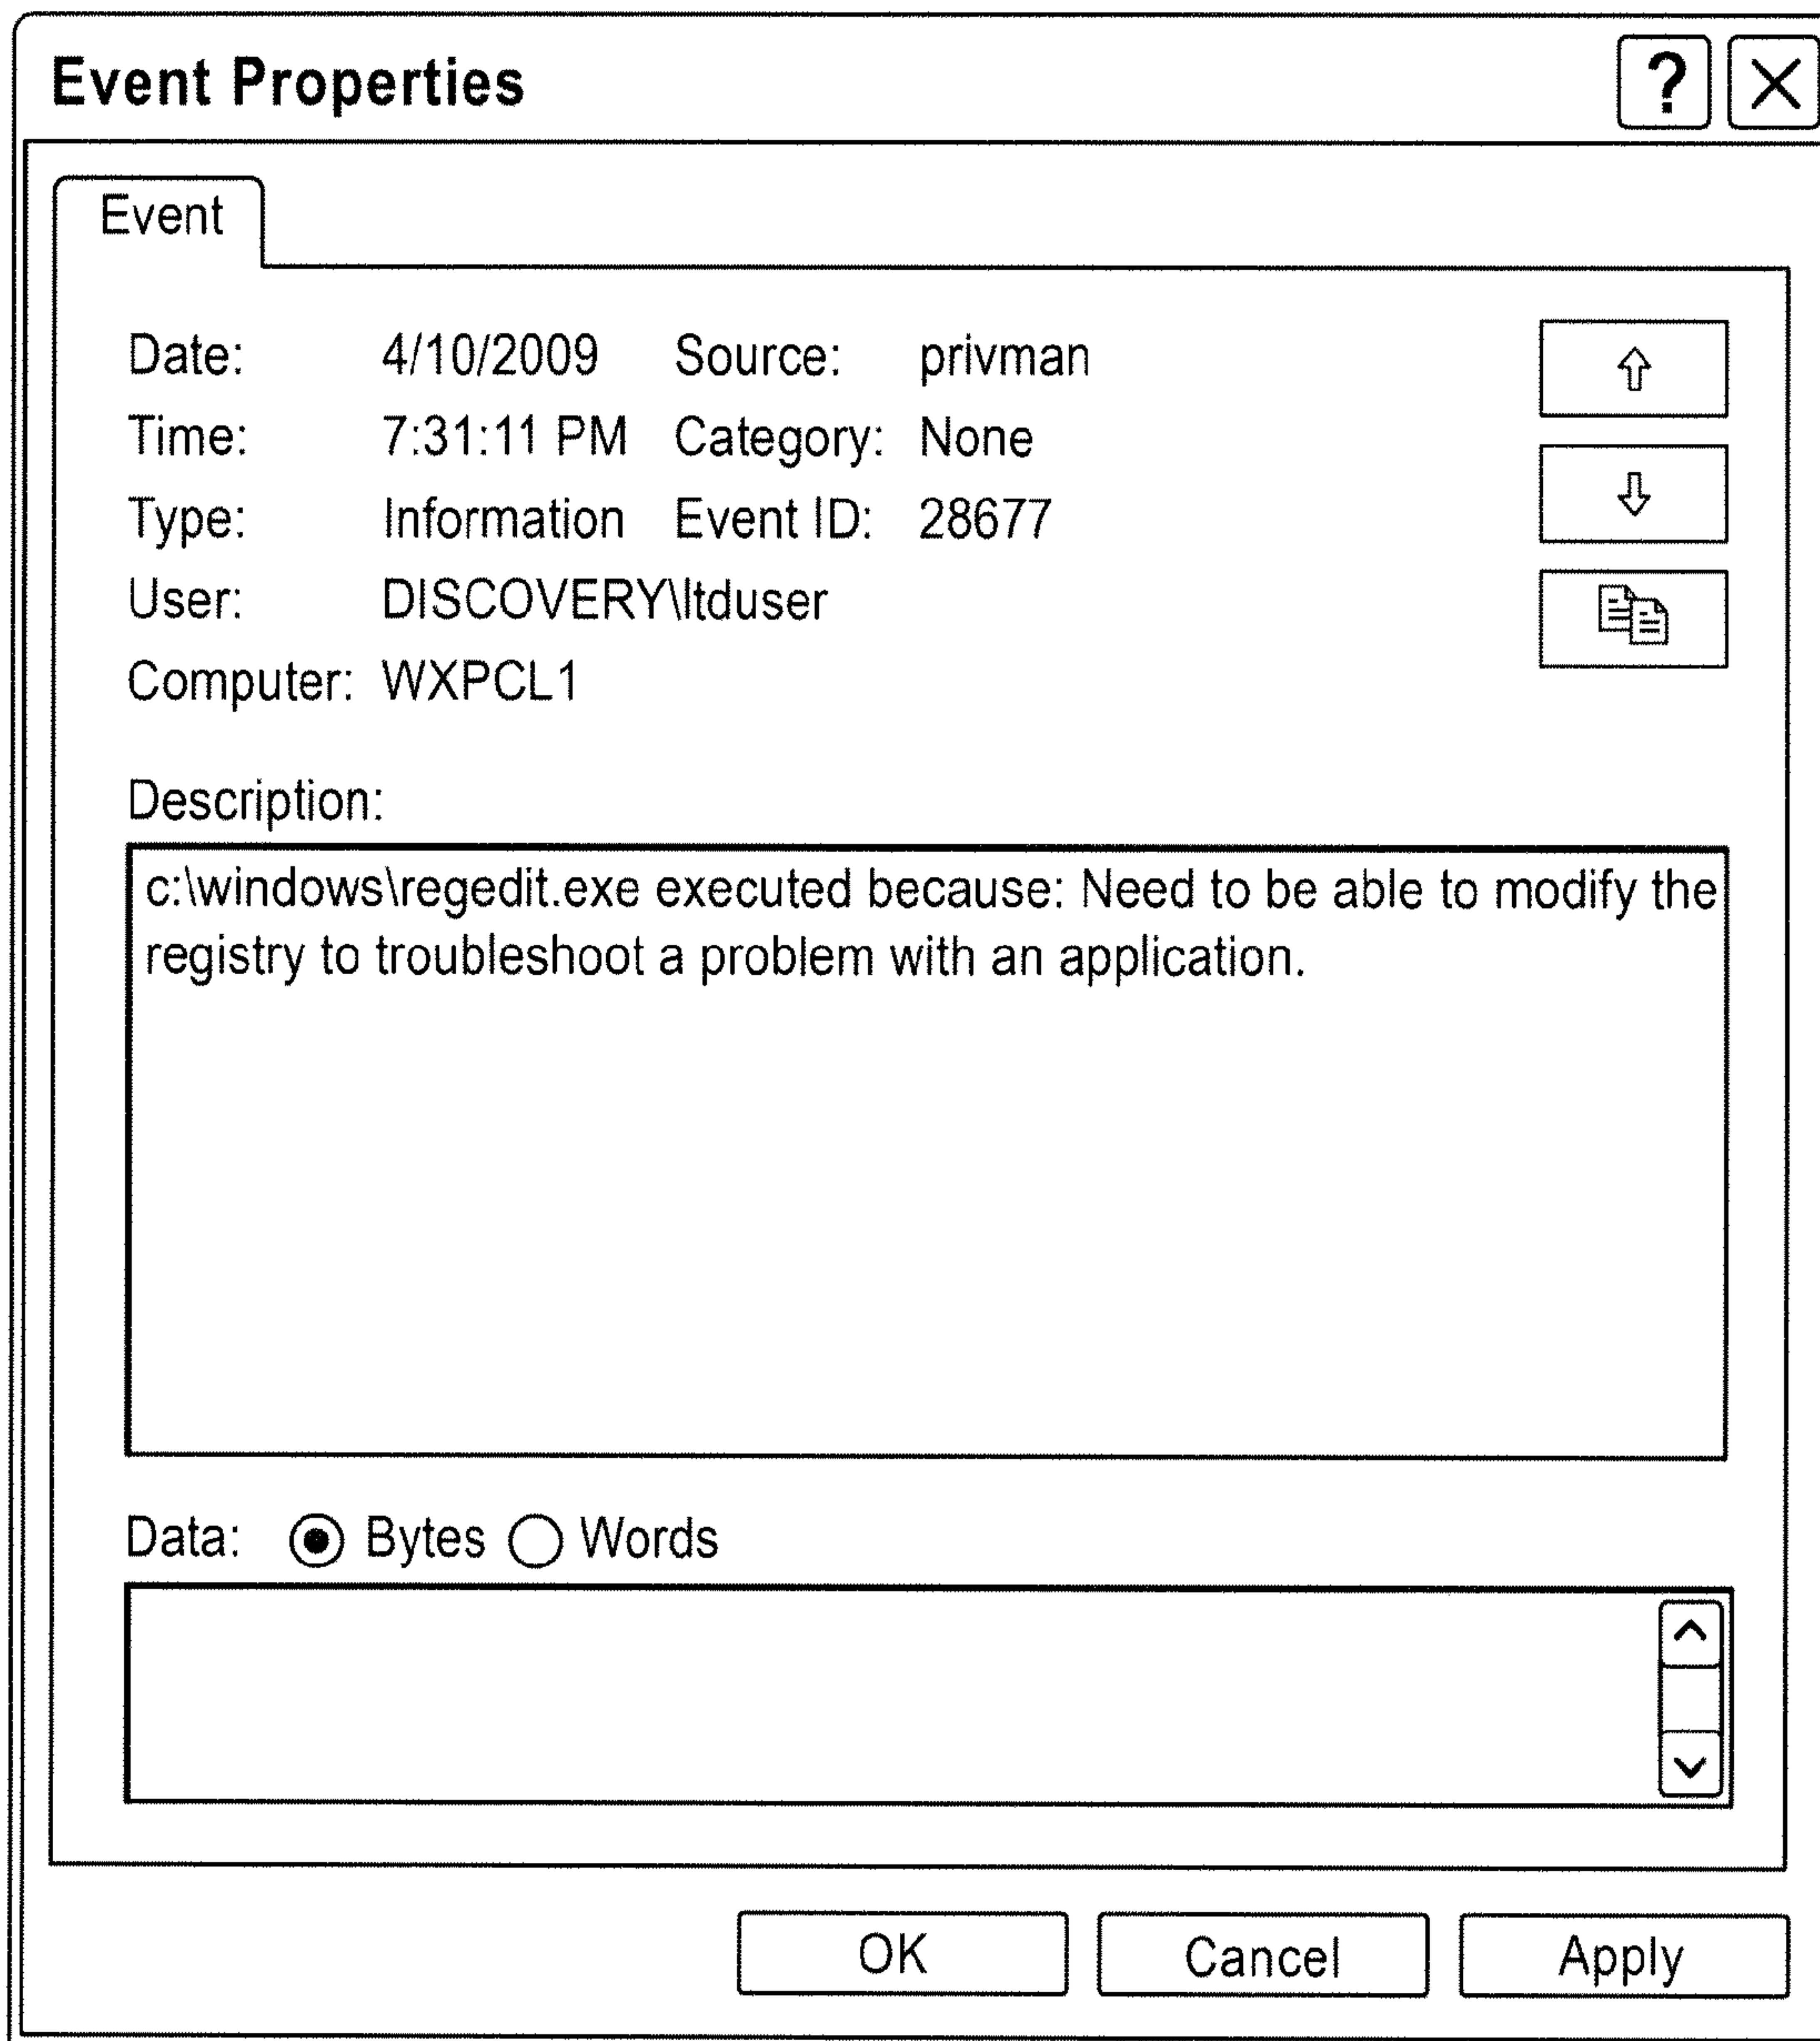 Event Properties
?
Event
Date: 4/10/2009 Source: privman
Time: 7:31:11 PM Category: None
Type: Information Event ID: 28677
User: DISCOVERY\ltduser
Computer: WXPCL1
Description:
c:\windows\regedit.exe executed because: Need to be able to modify the
registry to troubleshoot a problem with an application.
Data: Bytes Words
OK Cancel Apply